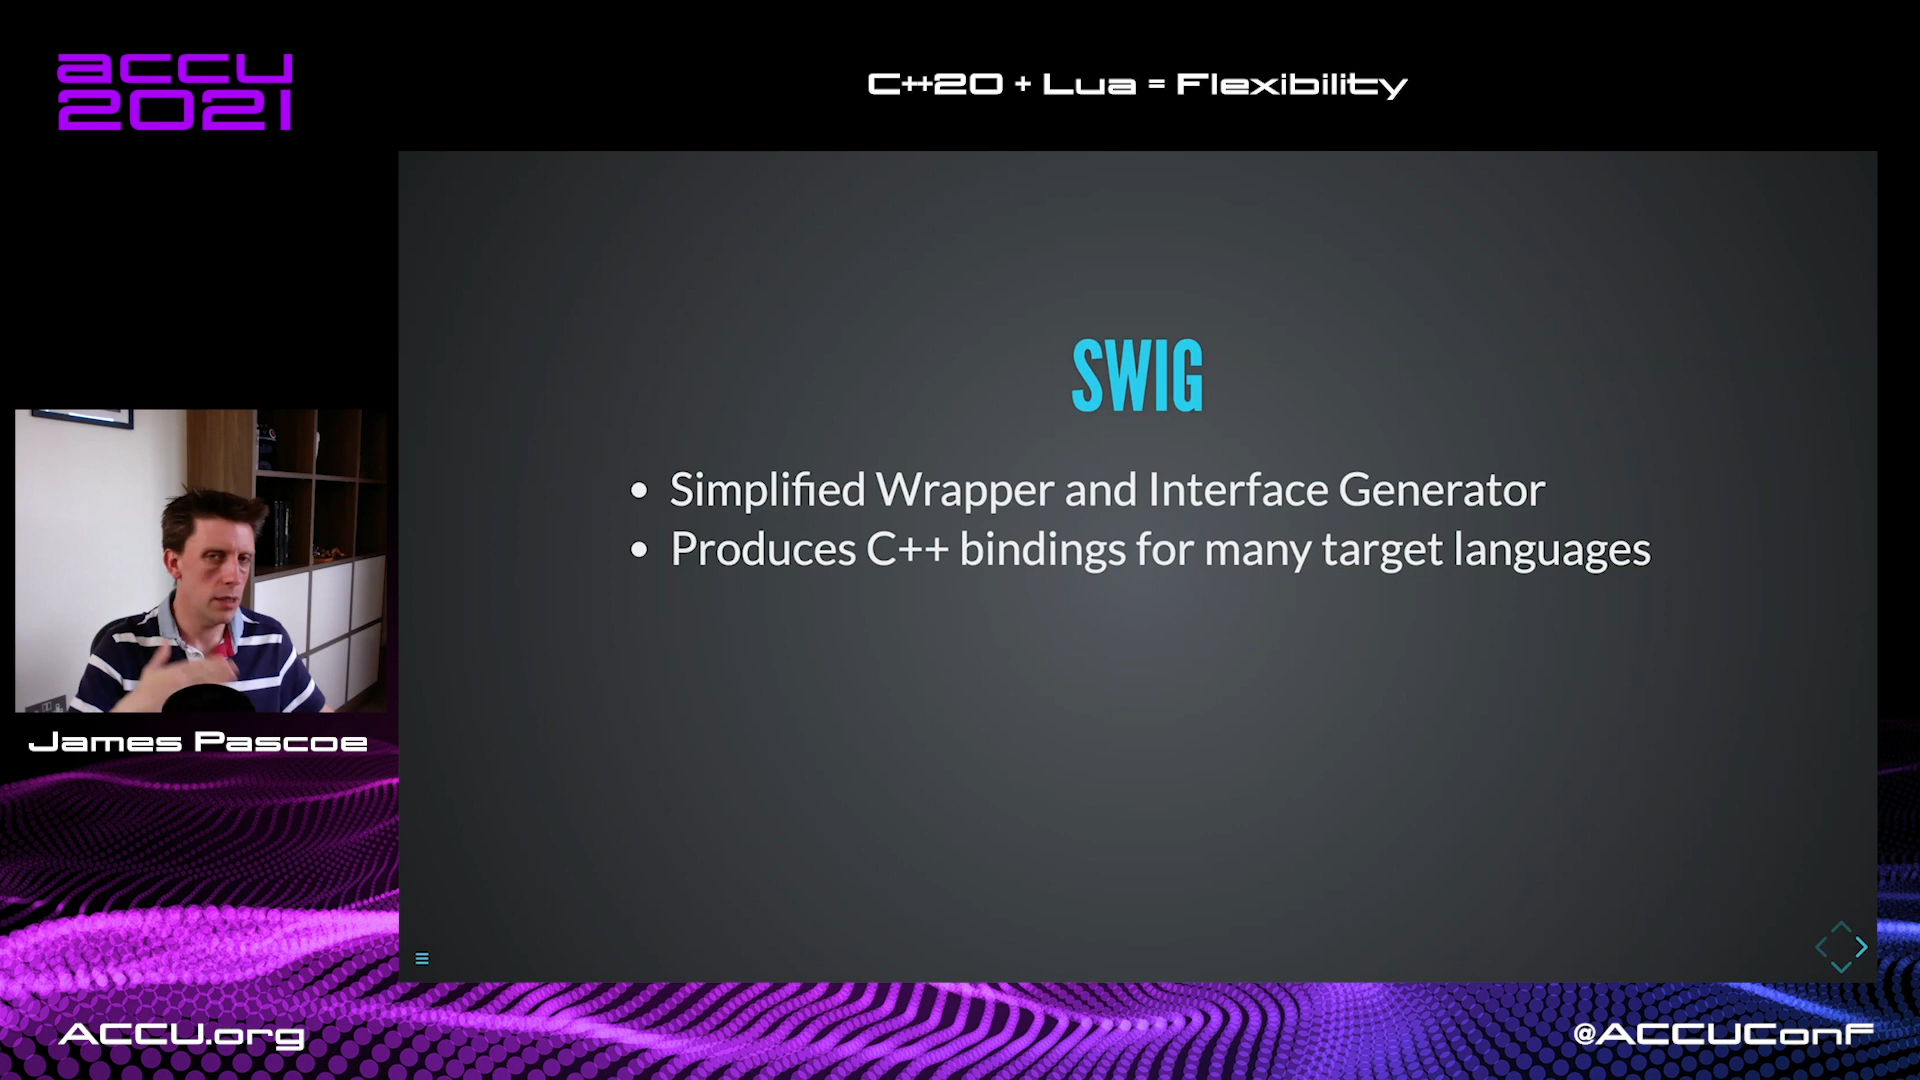 accu
2021
C++20 + Lua = Flexibility
SWIG
Simplified Wrapper and Interface Generator
Produces C++ bindings for many target languages
James Pascoe
ACCU.org
@ACCUConf